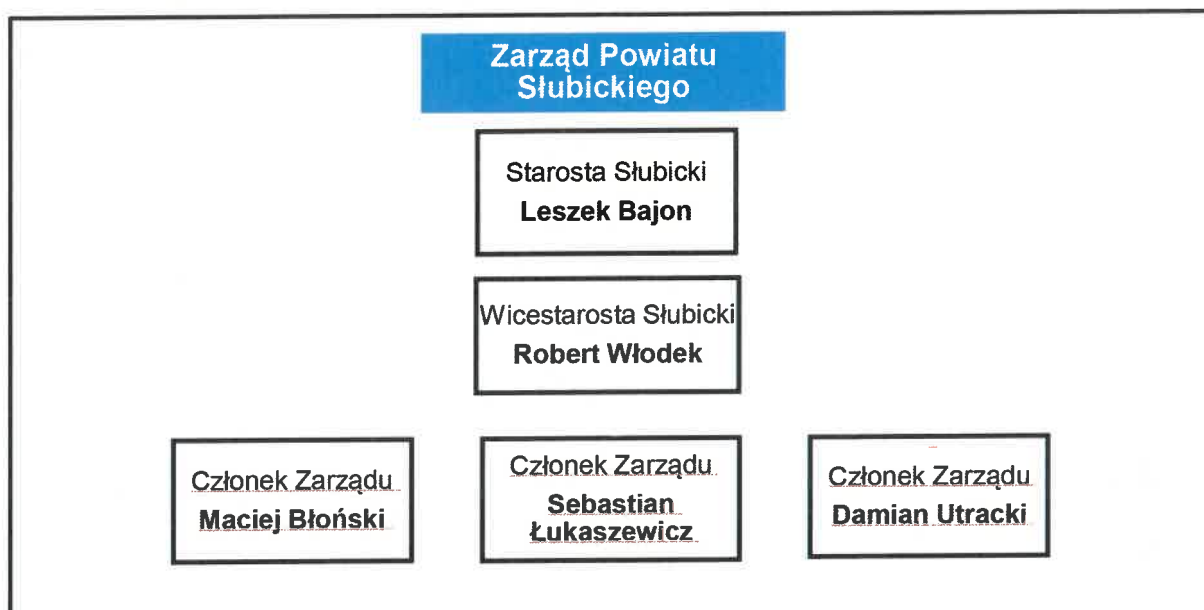 Zarząd Powiatu
Słubickiego
Starosta Słubicki
Leszek Bajon
Wicestarosta Słubicki
Robert Włodek
Członek Zarządu
Maciej Błoński
Członek Zarządu
Sebastian
Łukaszewicz
Członek Zarządu
Damian Utracki